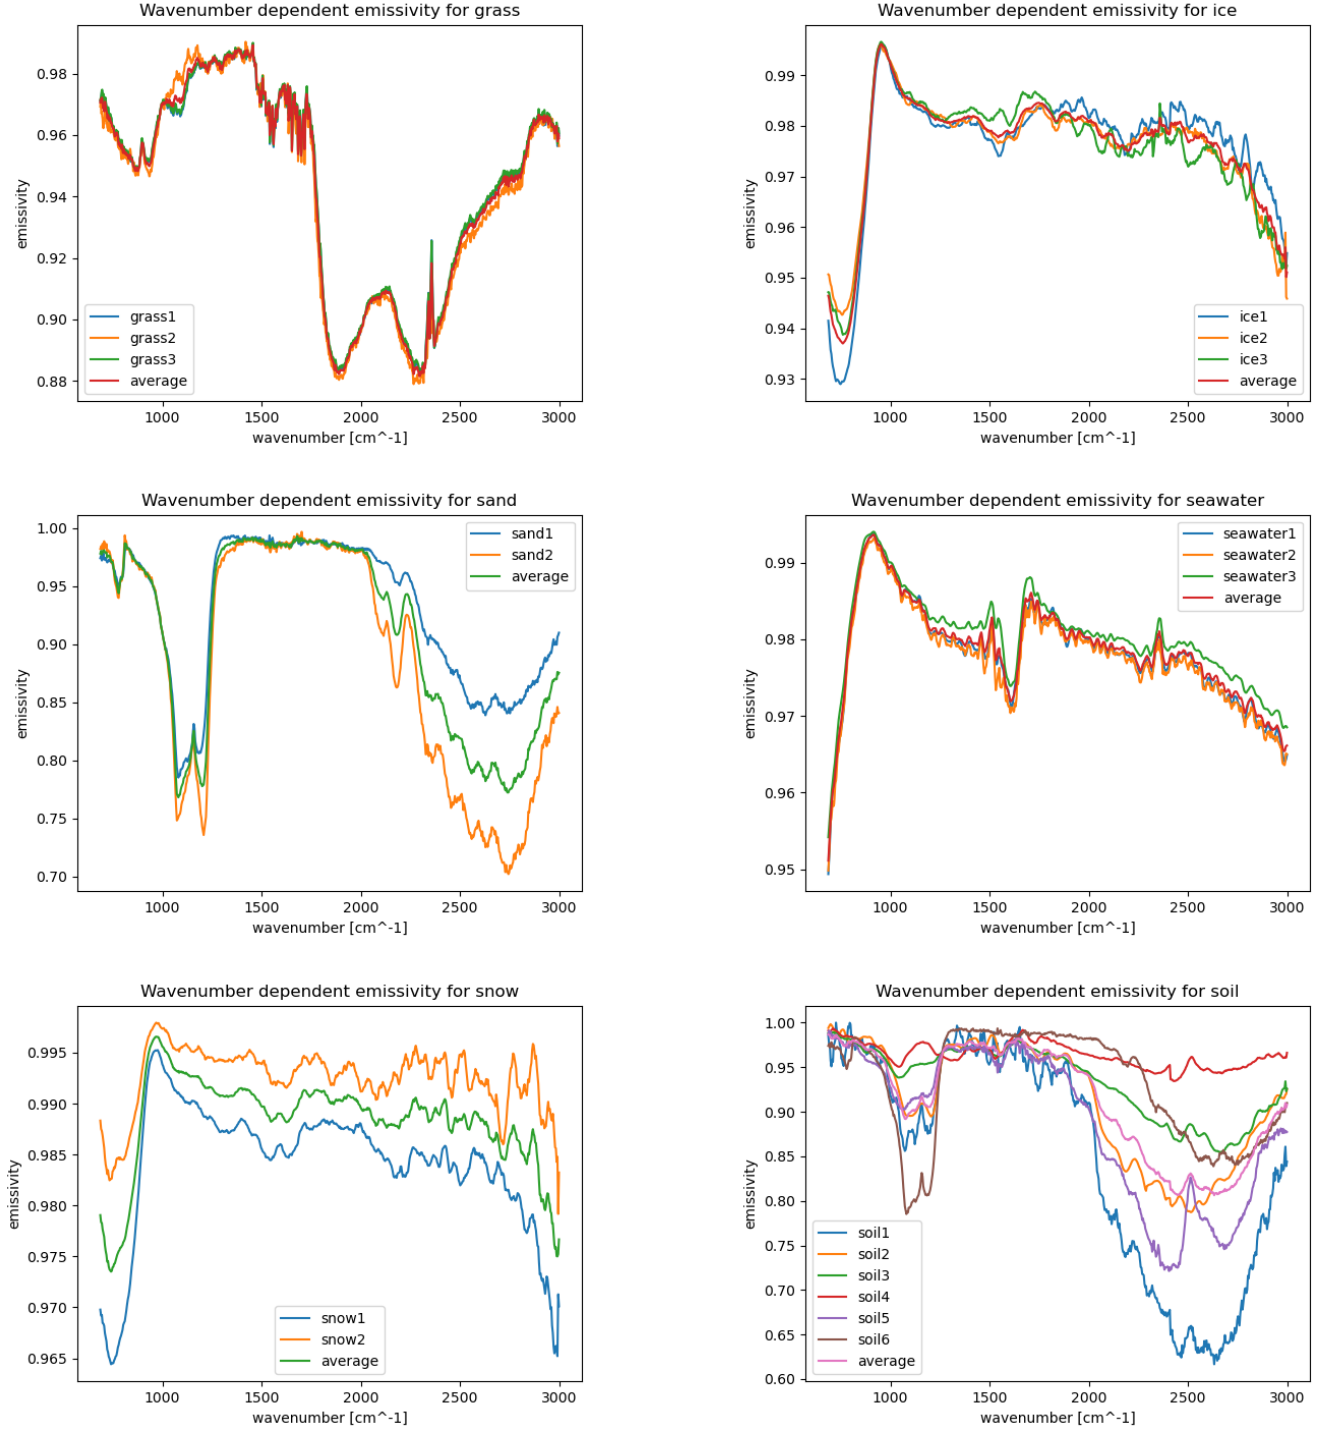 Wavenumber dependent emissivity for grass
emissivity
0.98
0.96
0.94
0.92
0.90
0.88
grass1
grass2
grass3
average
1000 1500 2000 2500 3000
wavenumber [cm^-1]
Wavenumber dependent emissivity for ice
emissivity
0.99
0.98
0.97
0.96
0.95
0.94
0.93
ice1
ice2
ice3
average
1000 1500 2000 2500 3000
wavenumber [cm^-1]
Wavenumber dependent emissivity for sand
emissivity
1.00
0.95
0.90
0.85
0.80
0.75
0.70
sand1
sand2
average
1000 1500 2000 2500 3000
wavenumber [cm^-1]
Wavenumber dependent emissivity for seawater
emissivity
0.99
0.98
0.97
0.96
0.95
seawater1
seawater2
seawater3
average
1000 1500 2000 2500 3000
wavenumber [cm^-1]
Wavenumber dependent emissivity for snow
emissivity
0.995
0.990
0.985
0.980
0.975
0.970
0.965
snow1
snow2
average
1000 1500 2000 2500 3000
wavenumber [cm^-1]
Wavenumber dependent emissivity for soil
emissivity
1.00
0.95
0.90
0.85
0.80
0.75
0.70
0.65
0.60
soil1
soil2
soil3
soil4
soil5
soil6
average
1000 1500 2000 2500 3000
wavenumber [cm^-1]